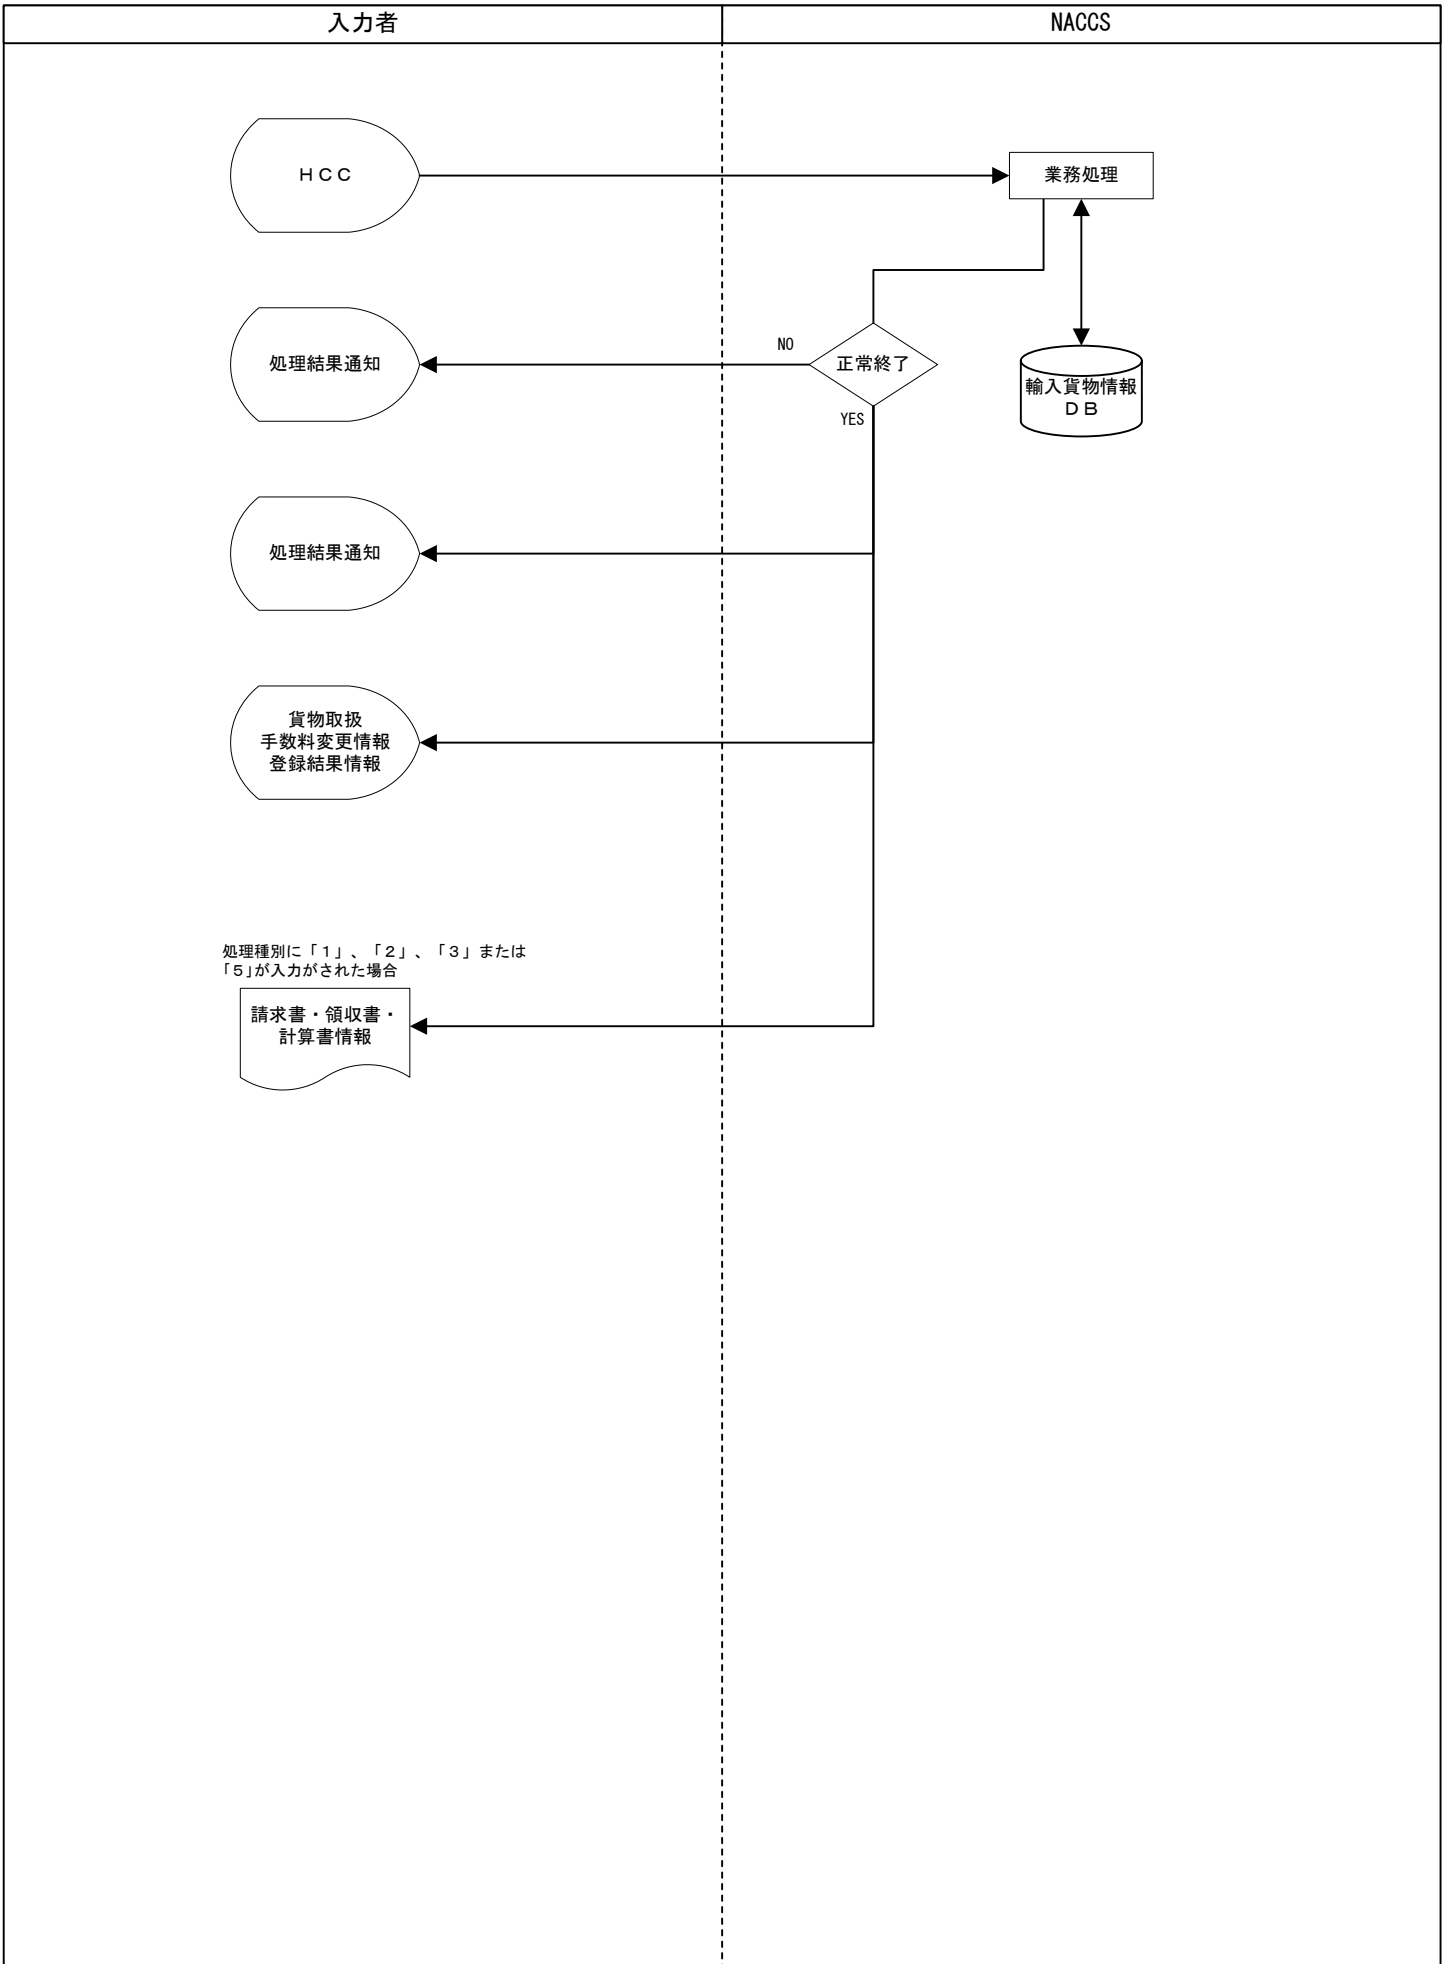 入力者
NACCS
ＨＣＣ
業務処理
NO
処理結果通知
正常終了
輸入貨物情報
ＤＢ
YES
処理結果通知
貨物取扱
手数料変更情報
登録結果情報
処理種別に「１」、「２」、「３」または
「５」が入力がされた場合
請求書・領収書・
計算書情報